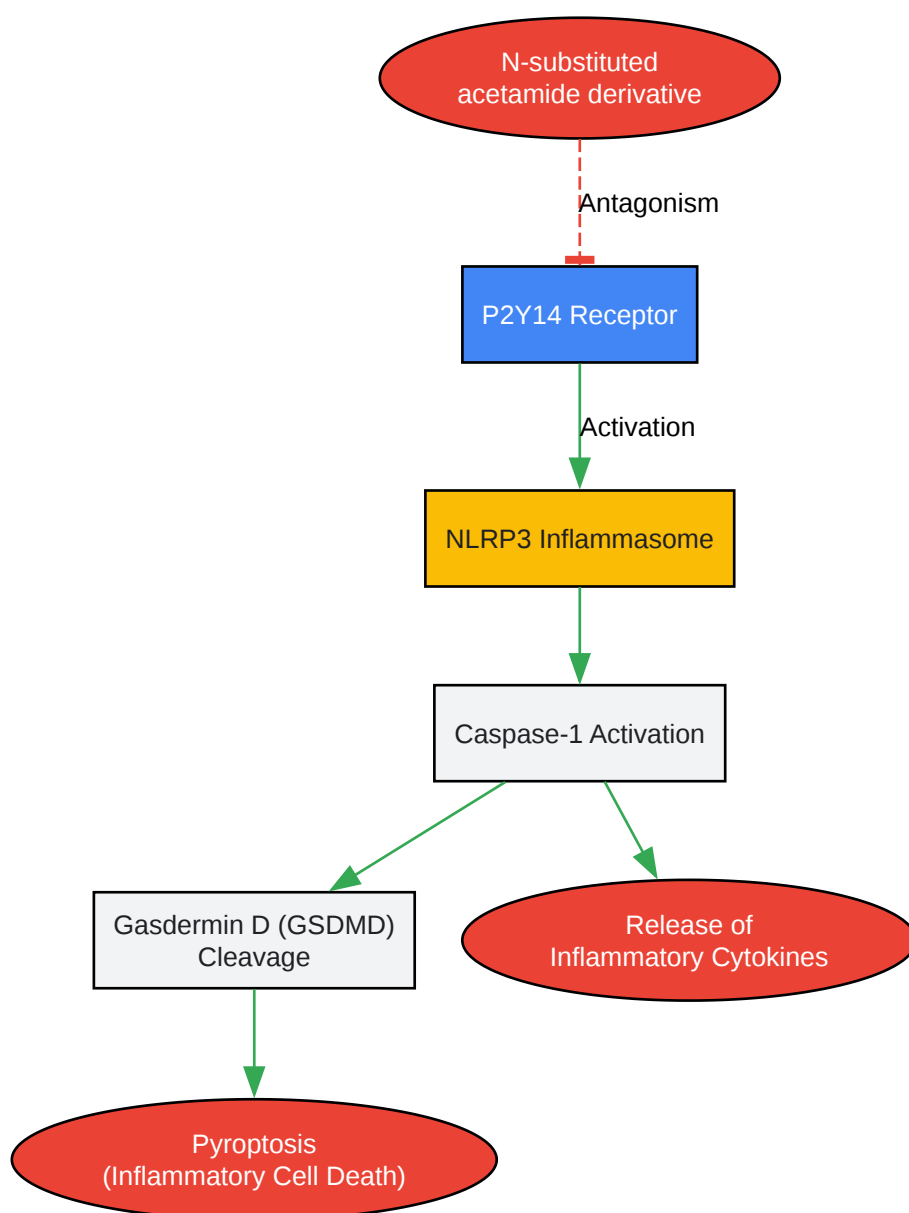 N-substituted
acetamide derivative
Antagonism
P2Y14 Receptor
Activation
NLRP3 Inflammasome
Caspase-1 Activation
Gasdermin D (GSDMD)
Cleavage
Release of
Inflammatory Cytokines
Pyroptosis
(Inflammatory Cell Death)